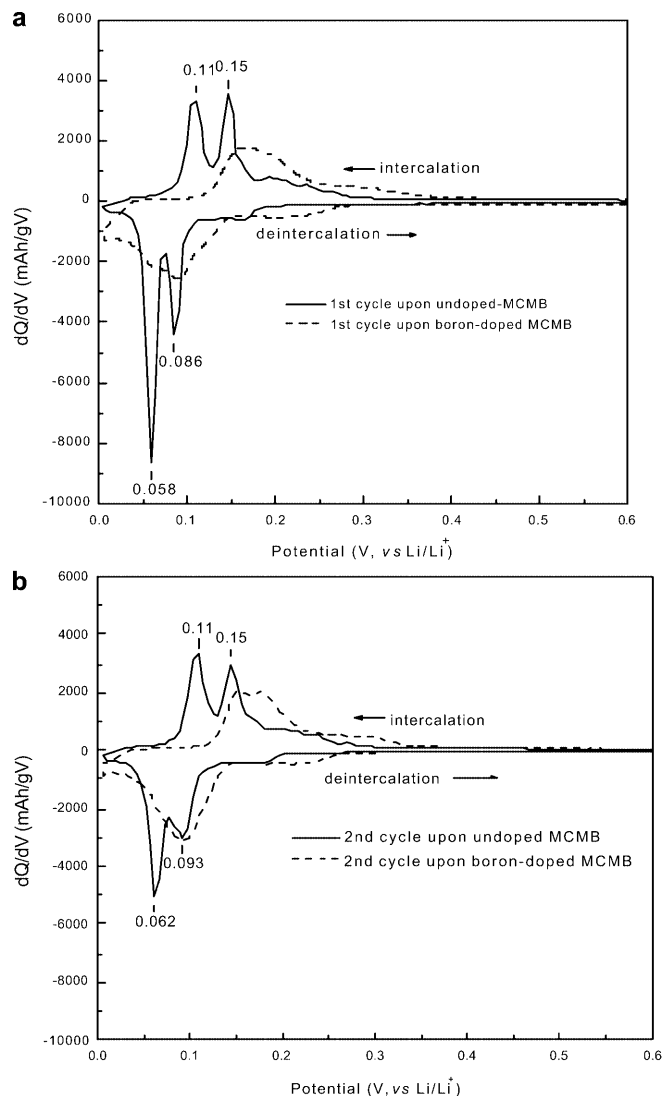 a
6000
4000
2000
0
-2000
-4000
-6000
-8000
-10000
dQ/dV (mAh/gV)
0.11 0.15
intercalation
deintercalation
1st cycle upon undoped-MCMB
1st cycle upon boron-doped MCMB
0.086
0.058
0.0 0.1 0.2 0.3 0.4 0.5 0.6
Potential (V, vs Li/Li+)
b
6000
4000
2000
0
-2000
-4000
-6000
-8000
-10000
dQ/dV (mAh/gV)
0.11 0.15
intercalation
deintercalation
2nd cycle upon undoped MCMB
2nd cycle upon boron-doped MCMB
0.093
0.062
0.0 0.1 0.2 0.3 0.4 0.5 0.6
Potential (V, vs Li/Li+)